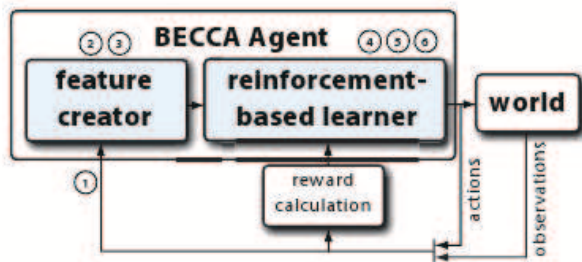 ② ③ BECCA Agent ④ ⑤ ⑥
feature
creator
reinforcement-
based learner
world
①
reward
calculation
actions
observations